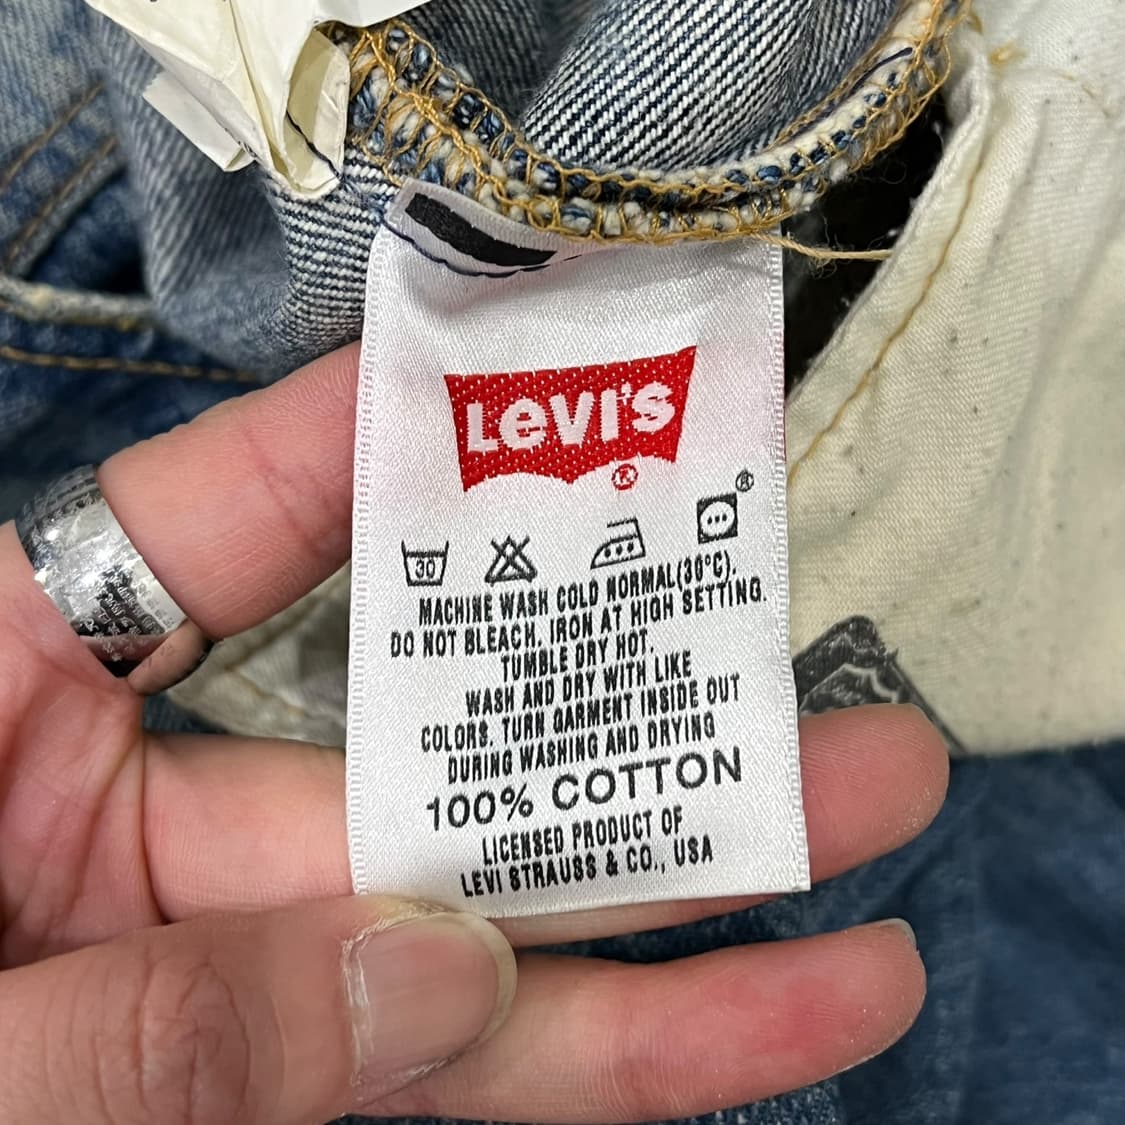 Levi's
®
®
30
MACHINE WASH COLD NORMAL(30°C).
DO NOT BLEACH. IRON AT HIGH SETTING.
TUMBLE DRY HOT.
WASH AND DRY WITH LIKE
COLORS. TURN GARMENT INSIDE OUT
DURING WASHING AND DRYING
100% COTTON
LICENSED PRODUCT OF
LEVI STRAUSS & CO., USA